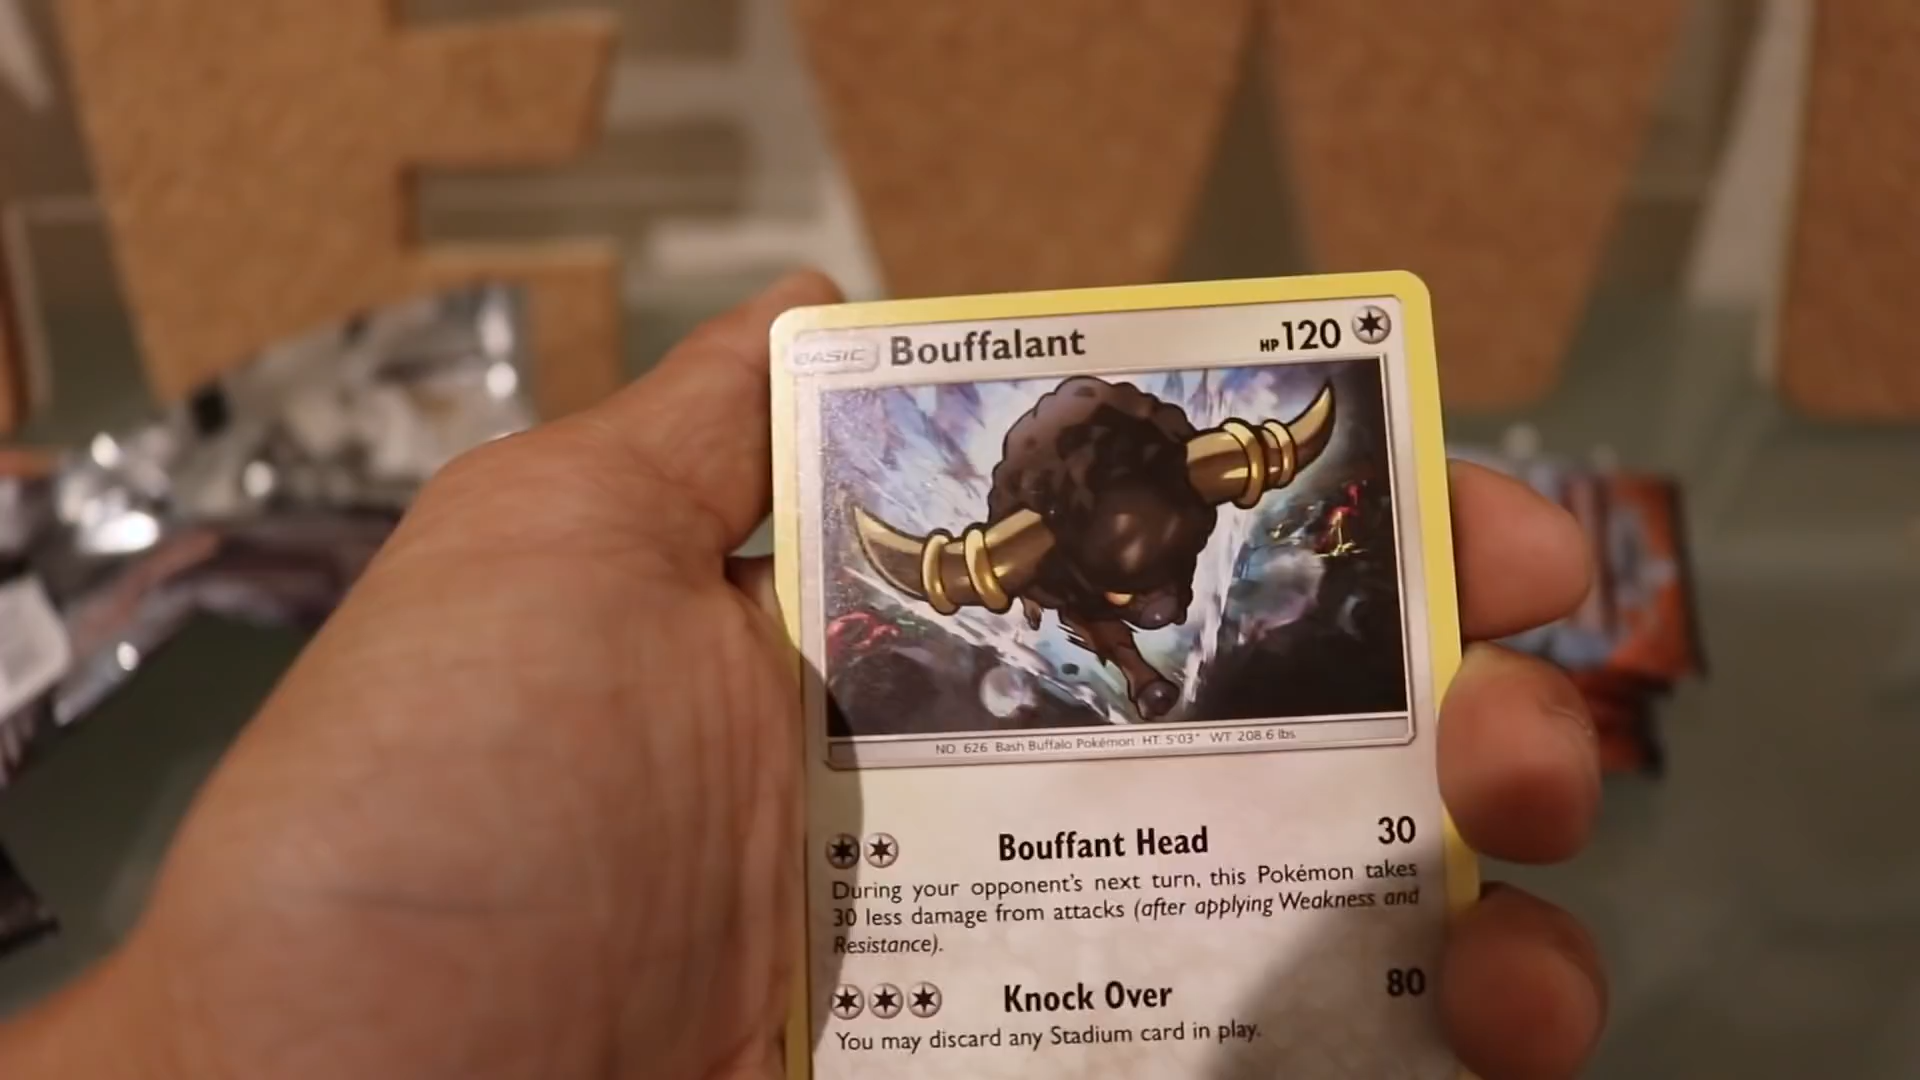 BASIC Bouffalant HP 120
NO. 626 Bash Buffalo Pokémon HT: 5'03" WT: 208.6 lbs
Bouffant Head 30
During your opponent's next turn, this Pokémon takes
30 less damage from attacks (after applying Weakness and
Resistance).
Knock Over 80
You may discard any Stadium card in play.